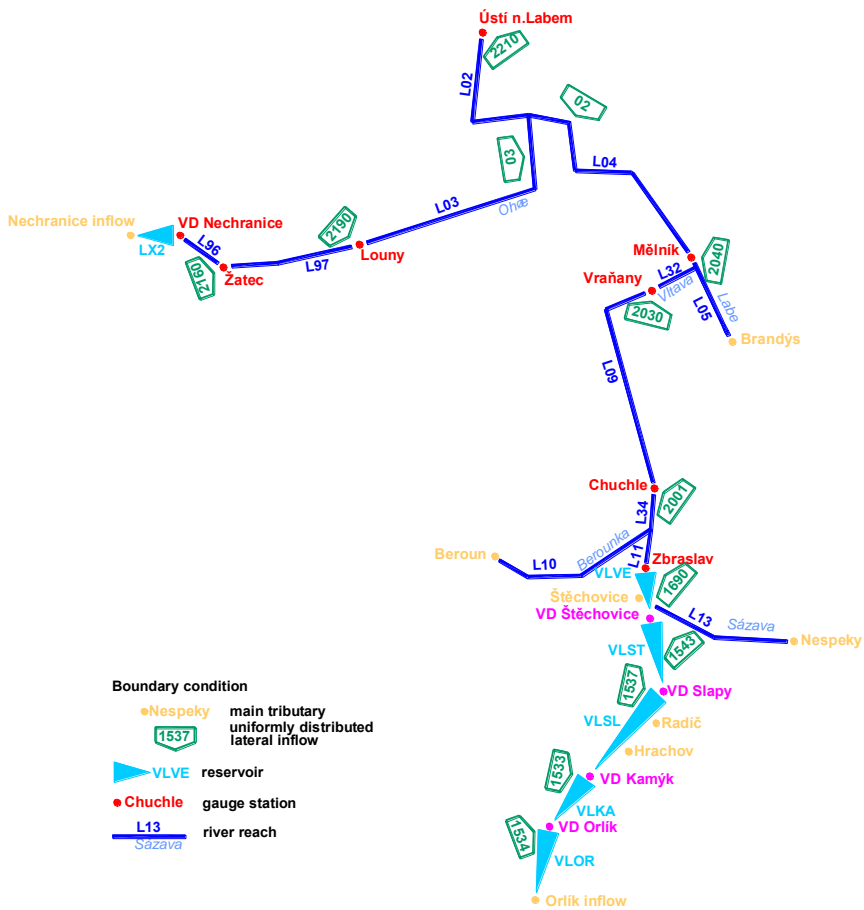 Ústí n.Labem
2210
L02
02
03
L04
L03
Ohæ
Nechranice inflow
VD Nechranice
LX2
L96
2160
Žatec
L97
2190
Louny
Mělník
2040
Vraňany
L32
Vltava
2030
L05
Labe
Brandýs
L09
Chuchle
2001
L34
Beroun
L10
Berounka
L11
Zbraslav
VLVE
1690
Štěchovice
VD Štěchovice
L13
Sázava
Nespeky
VLST
1543
1537
VD Slapy
VLSL
Radíč
Hrachov
1533
VD Kamýk
VLKA
VD Orlík
1534
VLOR
Orlík inflow
Boundary condition
Nespeky main tributary
1537 uniformly distributed
lateral inflow
VLVE reservoir
Chuchle gauge station
L13 river reach
Sázava